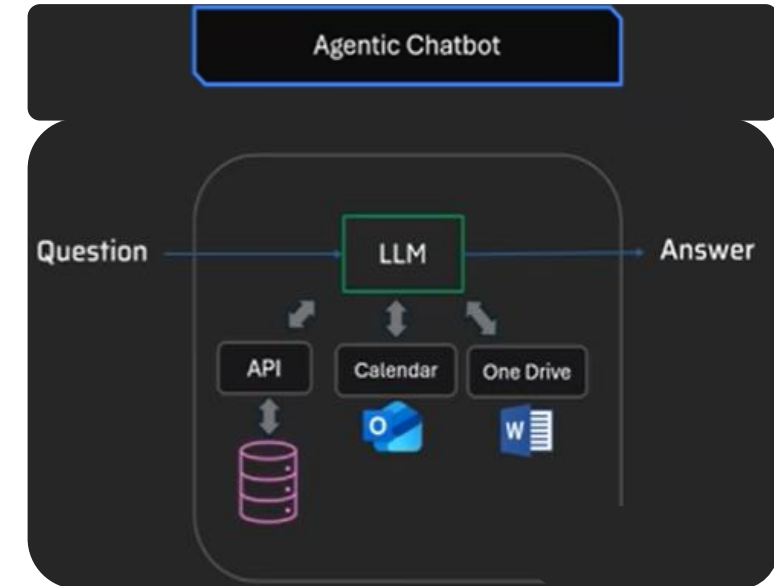 Agentic Chatbot
Question
LLM
Answer
API
Calendar
One Drive
O
W